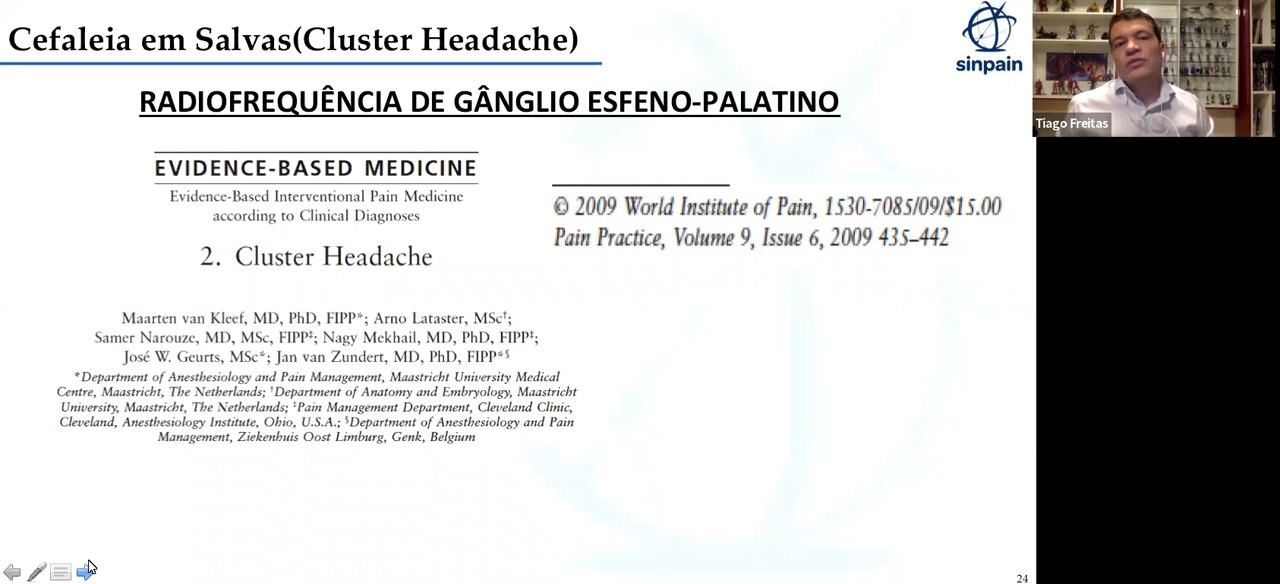 Cefaleia em Salvas(Cluster Headache)
sinpain
Tiago Freitas
RADIOFREQUÊNCIA DE GÂNGLIO ESFENO-PALATINO
EVIDENCE-BASED MEDICINE
Evidence-Based Interventional Pain Medicine
according to Clinical Diagnoses
2. Cluster Headache
© 2009 World Institute of Pain, 1530-7085/09/$15.00
Pain Practice, Volume 9, Issue 6, 2009 435–442
Maarten van Kleef, MD, PhD, FIPP*; Arno Lataster, MSc†;
Samer Narouze, MD, MSc, FIPP‡; Nagy Mekhail, MD, PhD, FIPP‡;
José W. Geurts, MSc*; Jan van Zundert, MD, PhD, FIPP*§
*Department of Anesthesiology and Pain Management, Maastricht University Medical
Centre, Maastricht, The Netherlands; †Department of Anatomy and Embryology, Maastricht
University, Maastricht, The Netherlands; ‡Pain Management Department, Cleveland Clinic,
Cleveland, Anesthesiology Institute, Ohio, U.S.A.; §Department of Anesthesiology and Pain
Management, Ziekenhuis Oost Limburg, Genk, Belgium
24